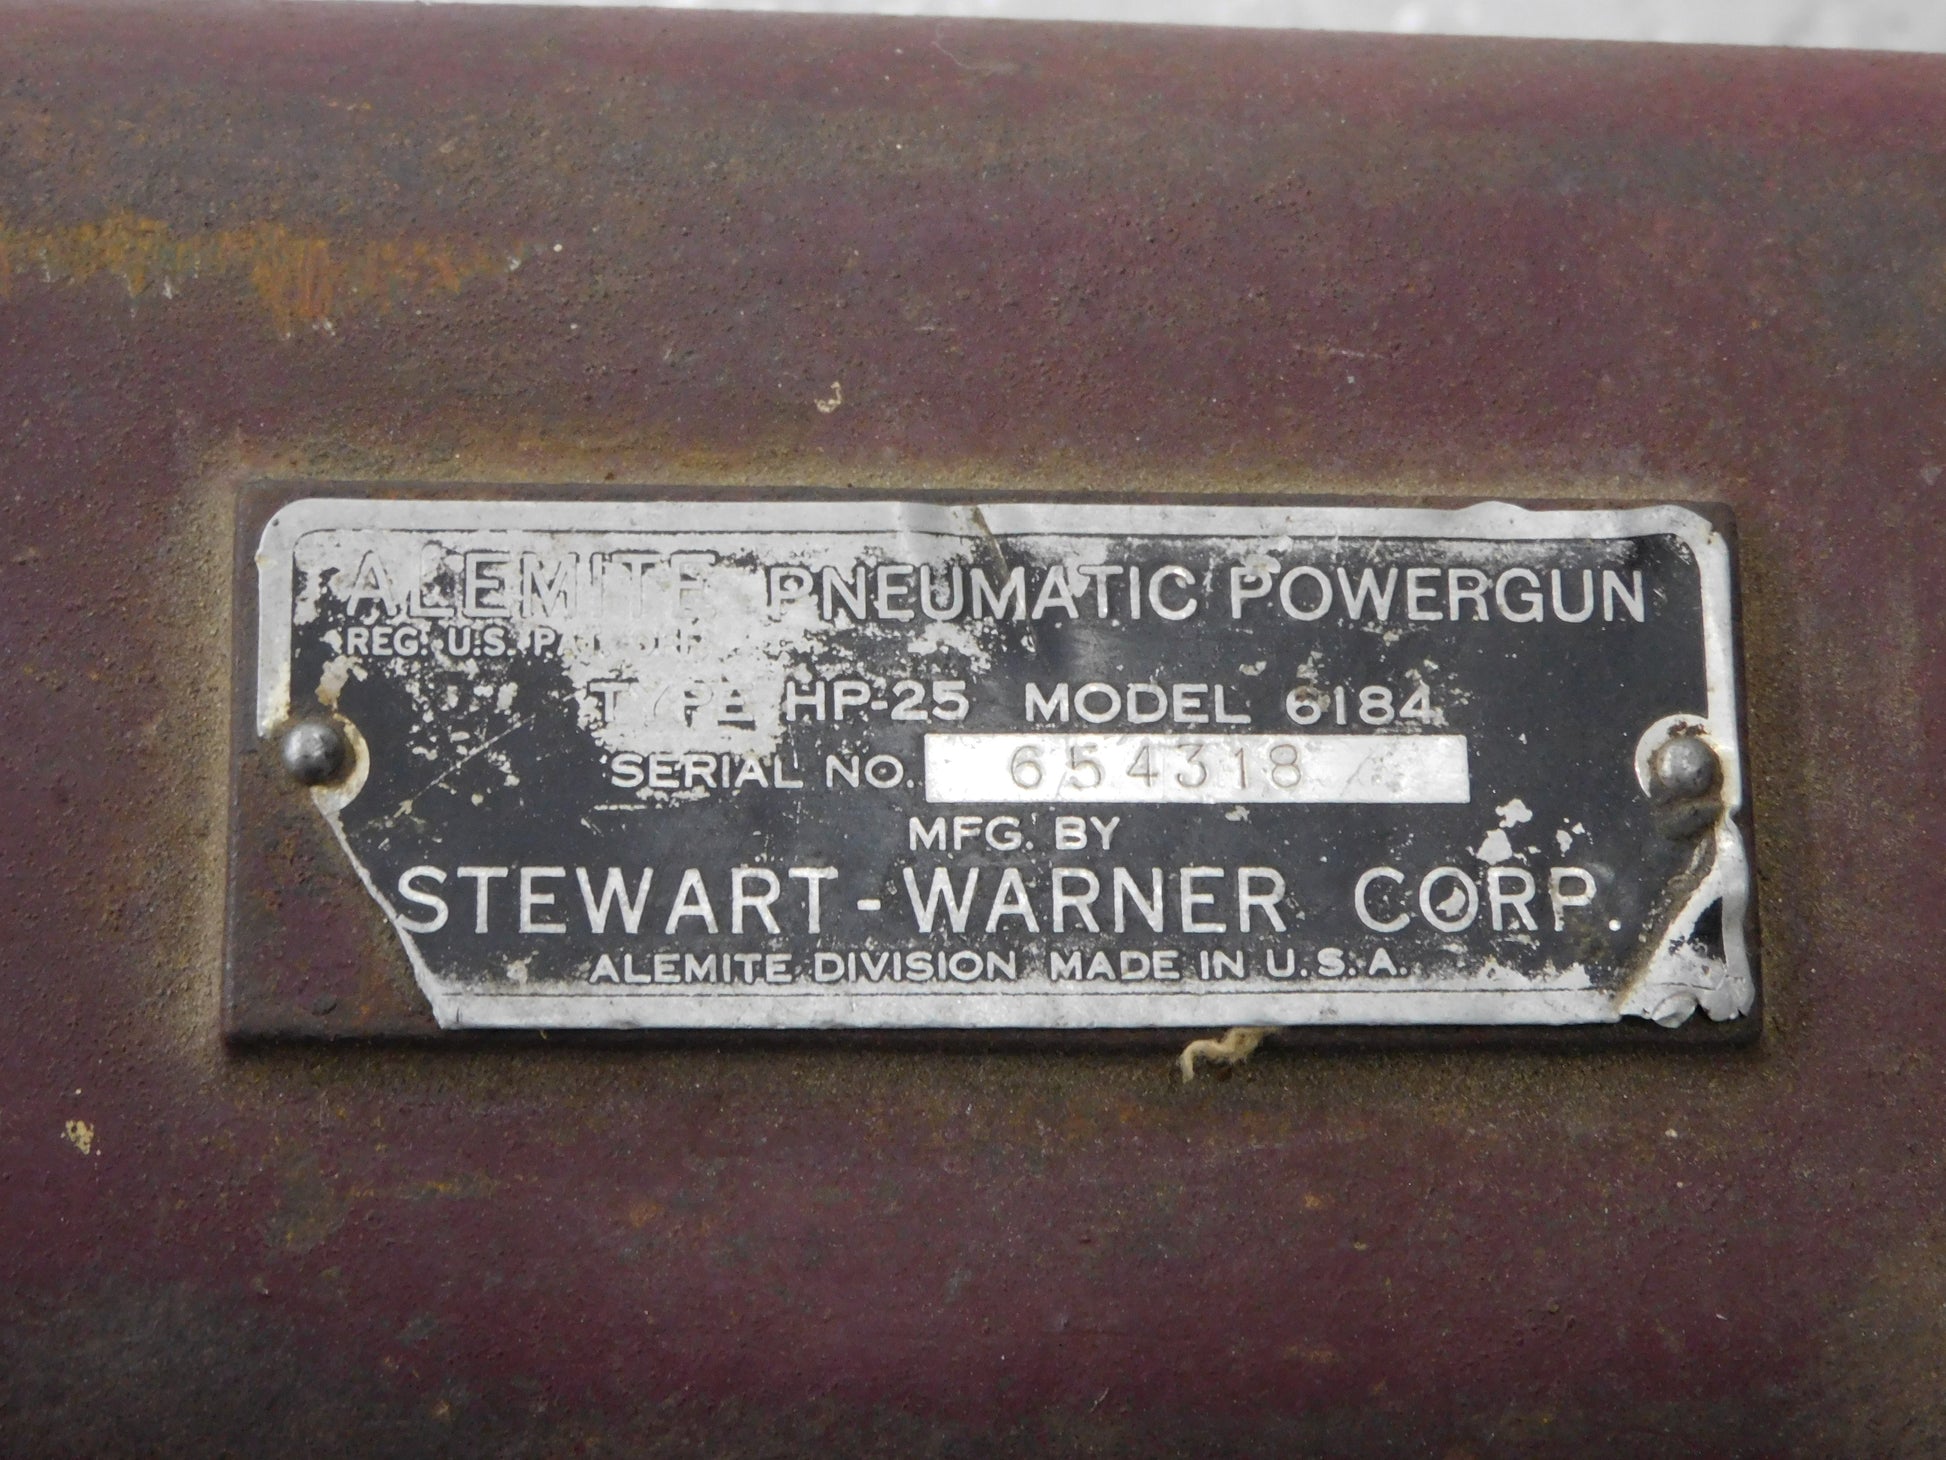 ALEMITE PNEUMATIC POWERGUN
REG. U.S. PAT. OFF.
TYPE HP-25 MODEL 6184
SERIAL NO. 654318
MFG. BY
STEWART-WARNER CORP.
ALEMITE DIVISION MADE IN U.S.A.